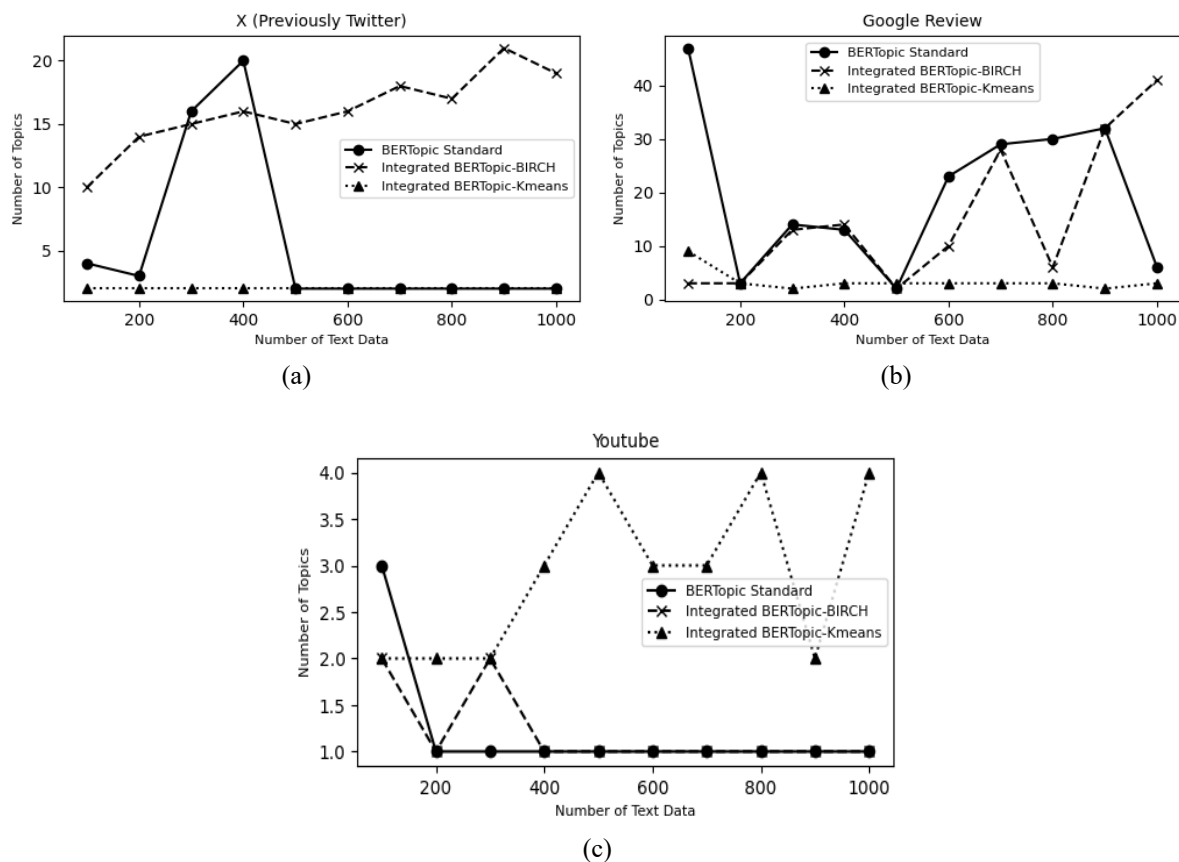 X (Previously Twitter)
Number of Topics
20
15
10
5
BERTopic Standard
Integrated BERTopic-BIRCH
Integrated BERTopic-Kmeans
200 400 600 800 1000
Number of Text Data
(a)
Google Review
Number of Topics
40
30
20
10
0
BERTopic Standard
Integrated BERTopic-BIRCH
Integrated BERTopic-Kmeans
200 400 600 800 1000
Number of Text Data
(b)
Youtube
Number of Topics
4.0
3.5
3.0
2.5
2.0
1.5
1.0
BERTopic Standard
Integrated BERTopic-BIRCH
Integrated BERTopic-Kmeans
200 400 600 800 1000
Number of Text Data
(c)